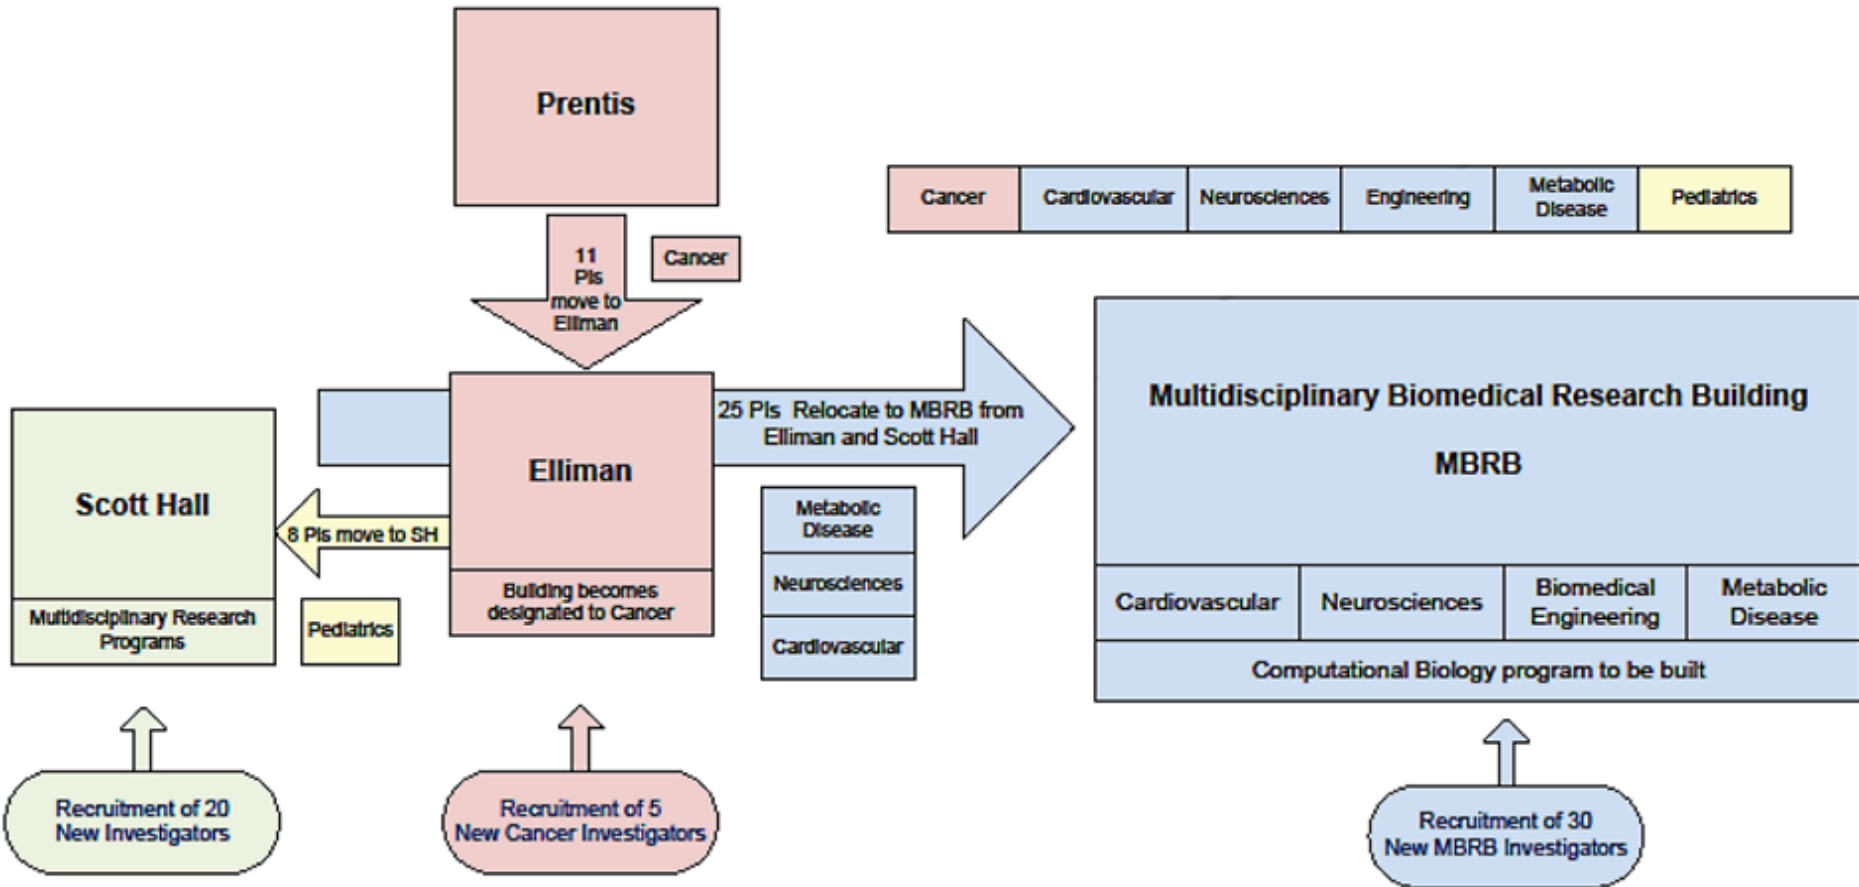 Prentis
11
PIs
move to
Elliman
Cancer
Cancer
Cardiovascular
Neurosciences
Engineering
Metabolic
Disease
Pediatrics
Scott Hall
Multidisciplinary Research
Programs
8 PIs move to SH
Pediatrics
Elliman
Building becomes
designated to Cancer
25 PIs Relocate to MBRB from
Elliman and Scott Hall
Metabolic
Disease
Neurosciences
Cardiovascular
Multidisciplinary Biomedical Research Building
MBRB
Cardiovascular
Neurosciences
Biomedical
Engineering
Metabolic
Disease
Computational Biology program to be built
Recruitment of 20
New Investigators
Recruitment of 5
New Cancer Investigators
Recruitment of 30
New MBRB Investigators